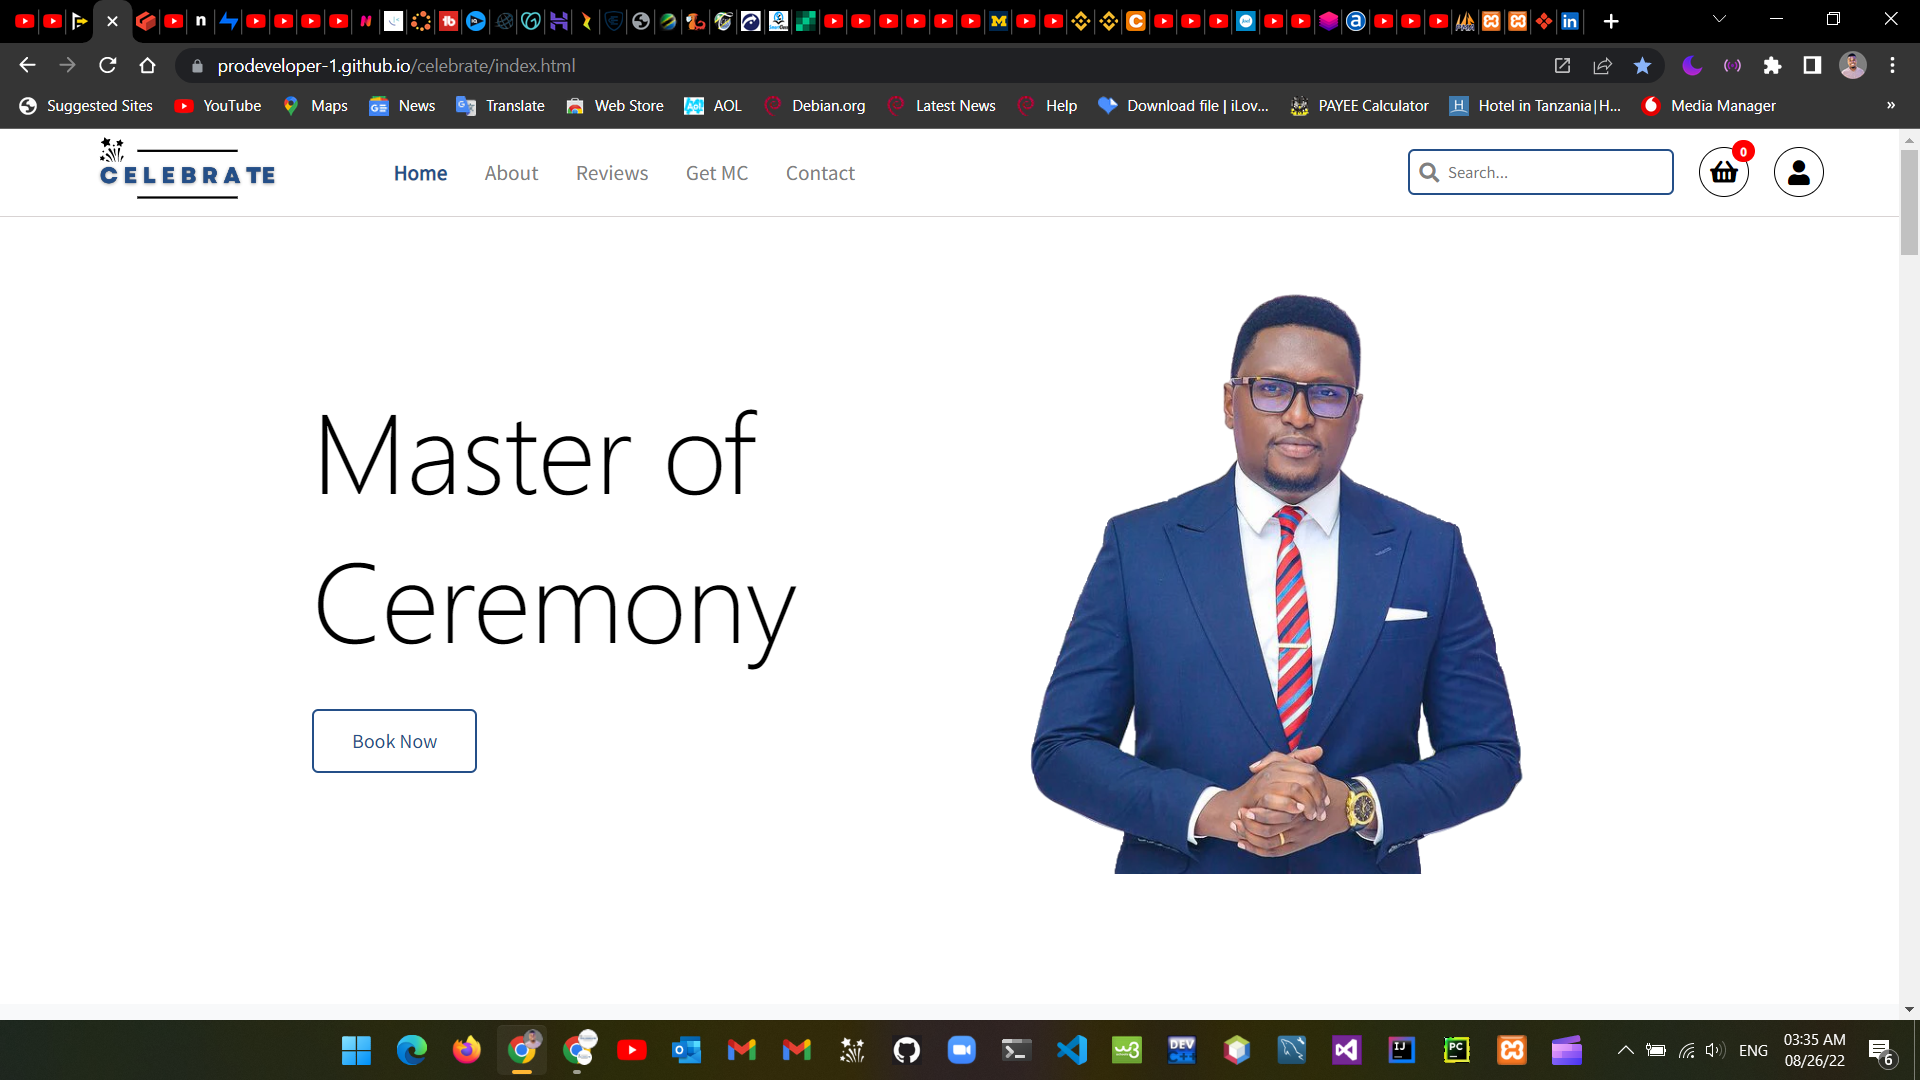 prodeveloper-1.github.io/celebrate/index.html
Suggested Sites YouTube Maps News Translate Web Store AOL Debian.org Latest News Help Download file | iLov... PAYEE Calculator Hotel in Tanzania|H... Media Manager »
CELEBRATE
Home About Reviews Get MC Contact
Search...
0
Master of
Ceremony
Book Now
ENG
03:35 AM
08/26/22
6